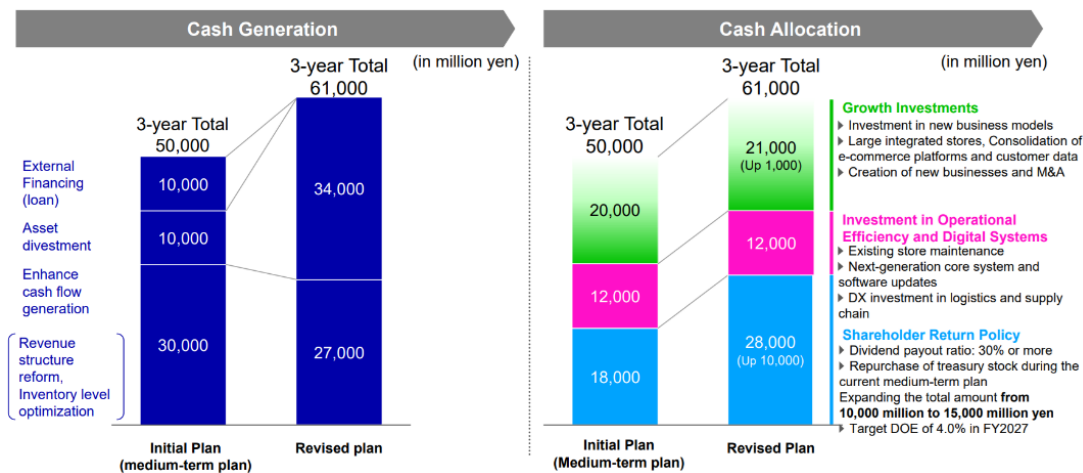 Cash Generation
(in million yen)
3-year Total
61,000
3-year Total
50,000
External
Financing
(loan)
10,000
34,000
Asset
divestment
10,000
Enhance
cash flow
generation
Revenue
structure
reform,
Inventory level
optimization
30,000
27,000
Initial Plan
(medium-term plan)
Revised plan
Cash Allocation
(in million yen)
3-year Total
61,000
3-year Total
50,000
21,000
(Up 1,000)
20,000
12,000
12,000
28,000
(Up 10,000)
18,000
Initial Plan
(Medium-term plan)
Revised Plan
Growth Investments
▶ Investment in new business models
▶ Large integrated stores, Consolidation of
e-commerce platforms and customer data
▶ Creation of new businesses and M&A
Investment in Operational
Efficiency and Digital Systems
▶ Existing store maintenance
▶ Next-generation core system and
software updates
▶ DX investment in logistics and supply
chain
Shareholder Return Policy
▶ Dividend payout ratio: 30% or more
▶ Repurchase of treasury stock during the
current medium-term plan
Expanding the total amount from
10,000 million to 15,000 million yen
▶ Target DOE of 4.0% in FY2027